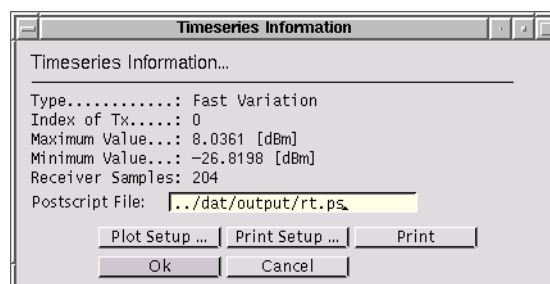 Timeseries Information
Timeseries Information...
Type............: Fast Variation
Index of Tx.....: 0
Maximum Value...: 8.0361 [dBm]
Minimum Value...: -26.8198 [dBm]
Receiver Samples: 204
Postscript File: ../dat/output/rt.ps
Plot Setup ... Print Setup ... Print
Ok Cancel